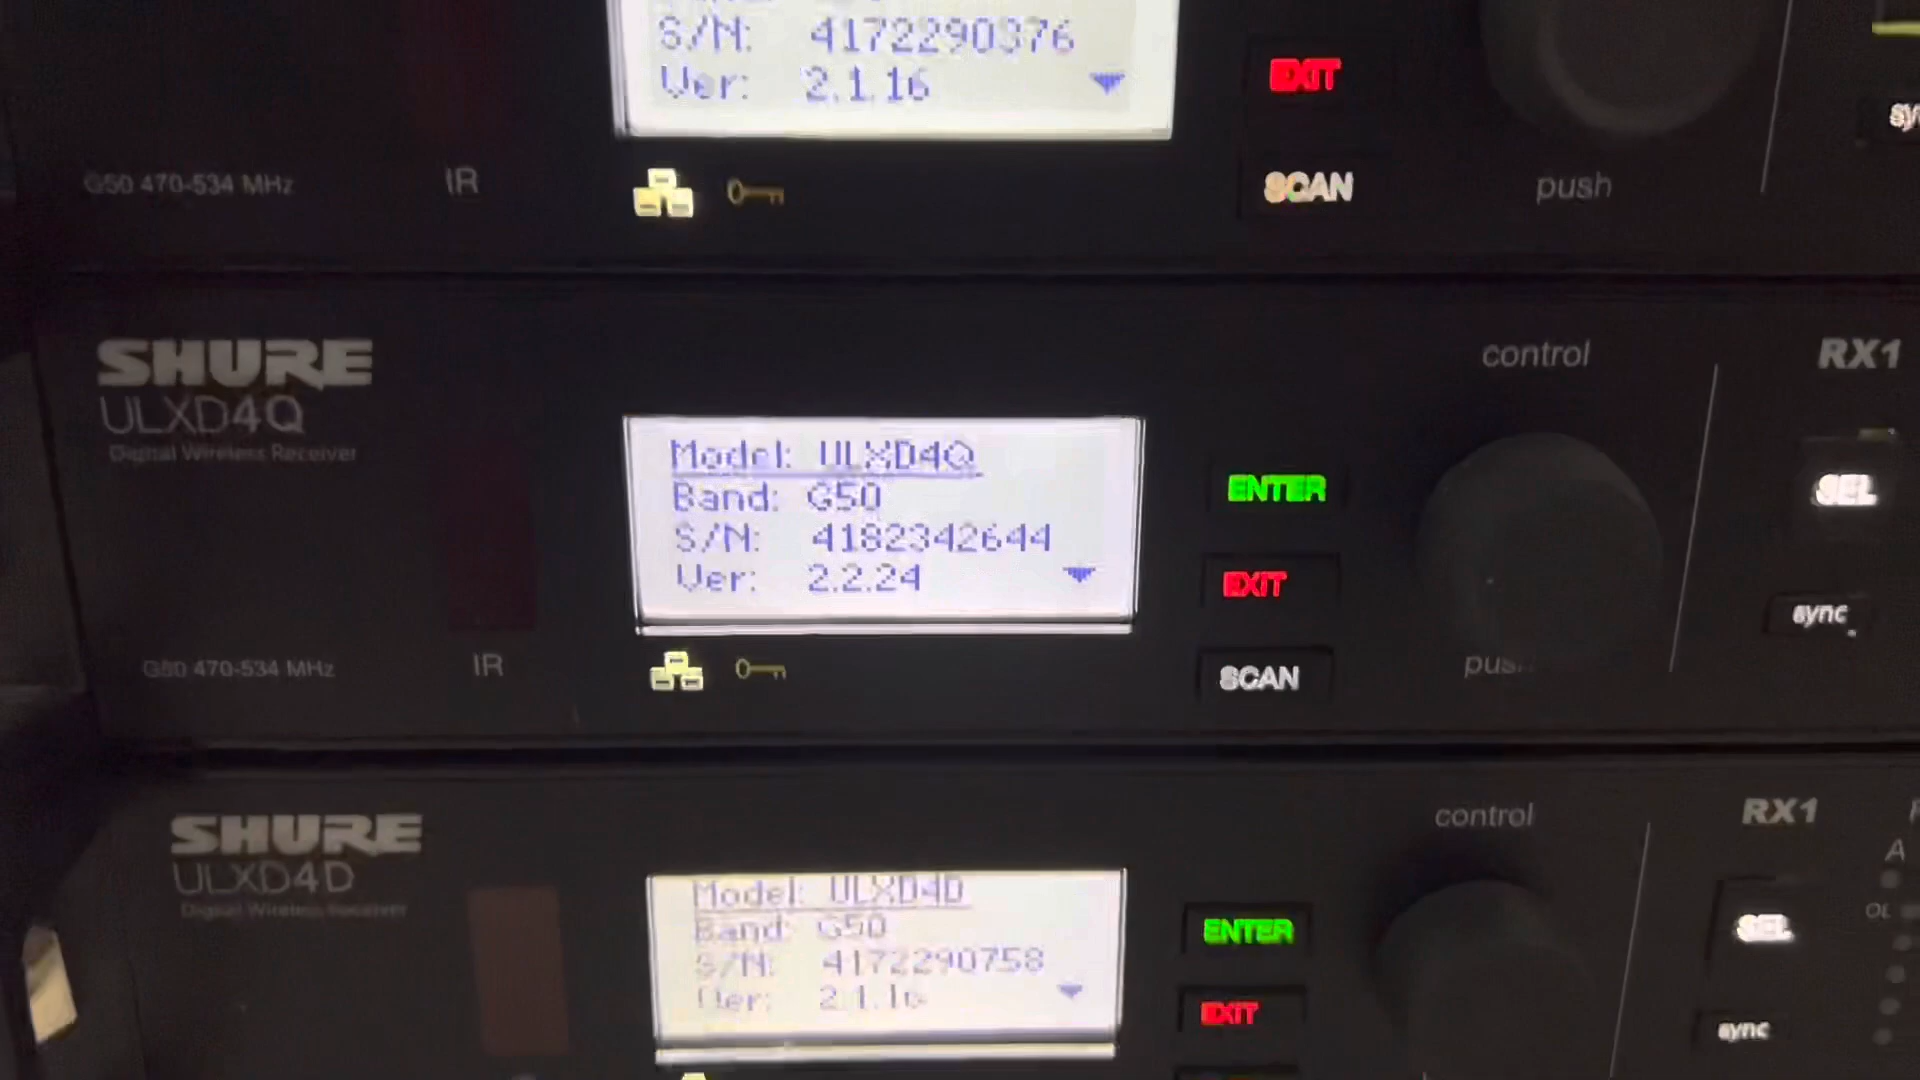 S/N: 4172290376
Ver: 2.1.16
EXIT
SCAN
push
G50 470-534 MHz
IR
SHURE
ULXD4Q
Digital Wireless Receiver
Model: ULXD4Q
Band: G50
S/N: 4182342644
Ver: 2.2.24
ENTER
EXIT
SCAN
control
push
RX1
SEL
sync
G50 470-534 MHz
IR
SHURE
ULXD4D
Digital Wireless Receiver
Model: ULXD4D
Band: G50
S/N: 4172290758
Ver: 2.1.16
ENTER
EXIT
control
RX1
SEL
sync
A
OL